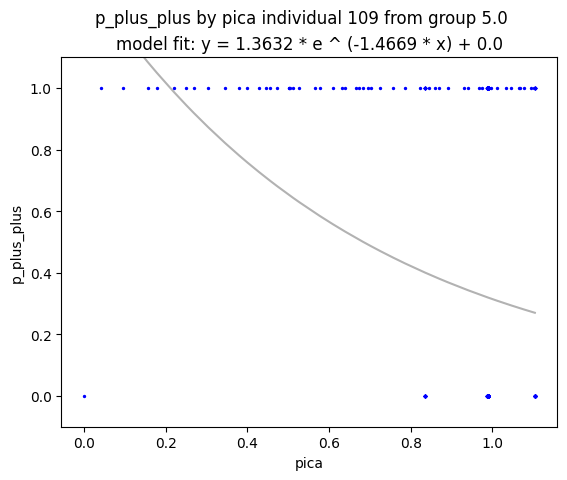 p_plus_plus by pica individual 109 from group 5.0
model fit: y = 1.3632 * e ^ (-1.4669 * x) + 0.0
1.0
0.8
0.6
0.4
0.2
0.0
p_plus_plus
0.0 0.2 0.4 0.6 0.8 1.0
pica